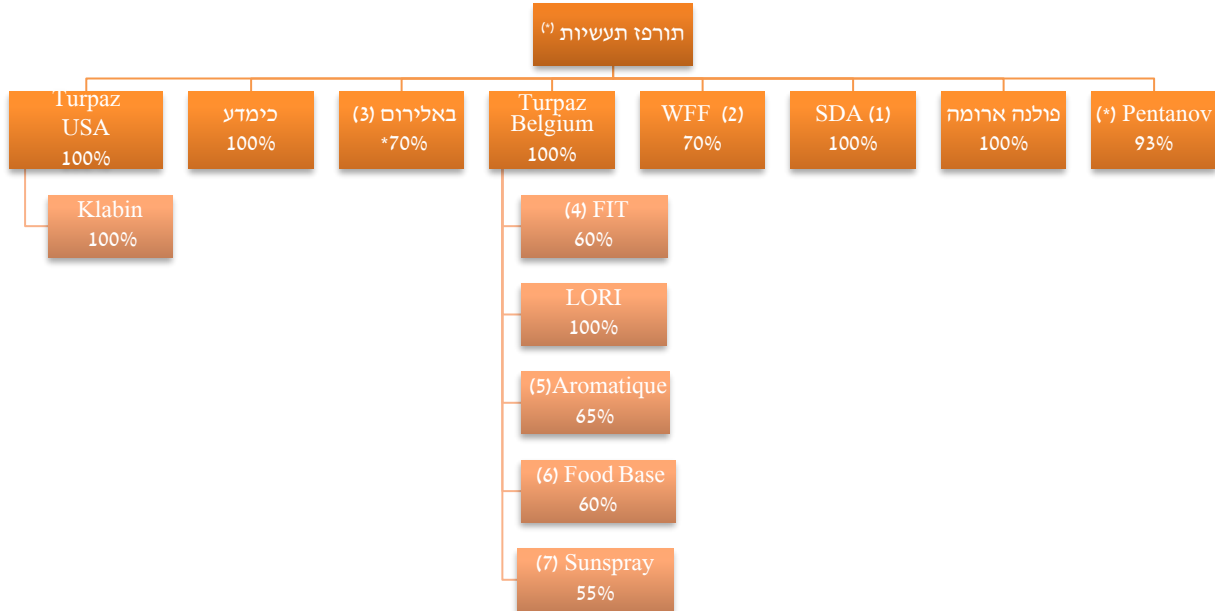 תורפז תעשיות (*)
Turpaz
USA
100%
כימדע
100%
באלירום (3)
70%*
Turpaz
Belgium
100%
WFF (2)
70%
SDA (1)
100%
פולנה ארומה
100%
(*) Pentanov
93%
Klabin
100%
(4) FIT
60%
LORI
100%
(5)Aromatique
65%
(6) Food Base
60%
(7) Sunspray
55%